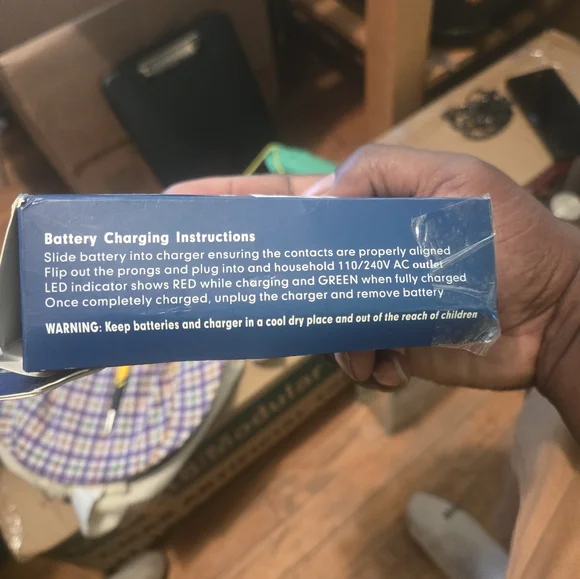 Battery Charging Instructions
Slide battery into charger ensuring the contacts are properly aligned
Flip out the prongs and plug into and household 110/240V AC outlet
LED indicator shows RED while charging and GREEN when fully charged
Once completely charged, unplug the charger and remove battery
WARNING: Keep batteries and charger in a cool dry place and out of the reach of children
Modular